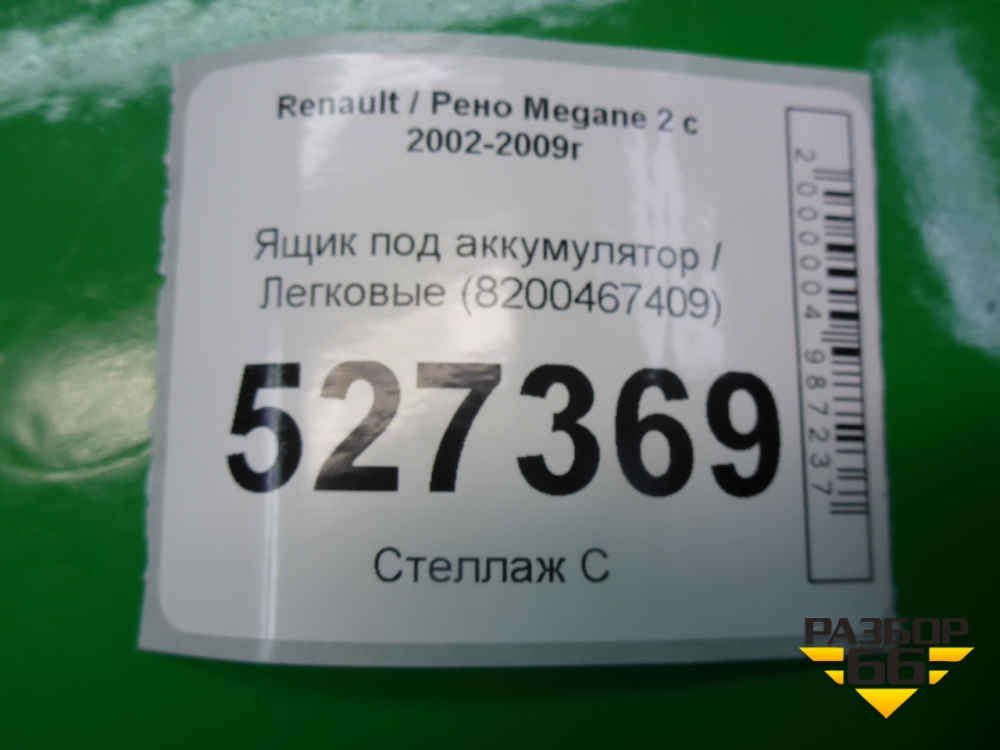 Renault / Рено Megane 2 с
2002-2009г
Ящик под аккумулятор /
Легковые (8200467409)
527369
Стеллаж С
2000004987237
РАЗБОР
66